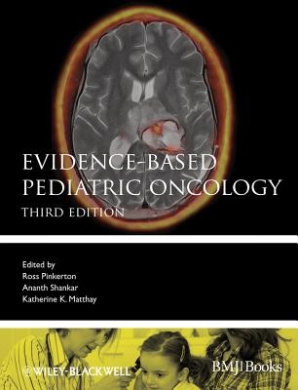 EVIDENCE-BASED
PEDIATRIC ONCOLOGY
THIRD EDITION
Edited by
Ross Pinkerton
Ananth Shankar
Katherine K. Matthay
WILEY-BLACKWELL
BMJ|Books